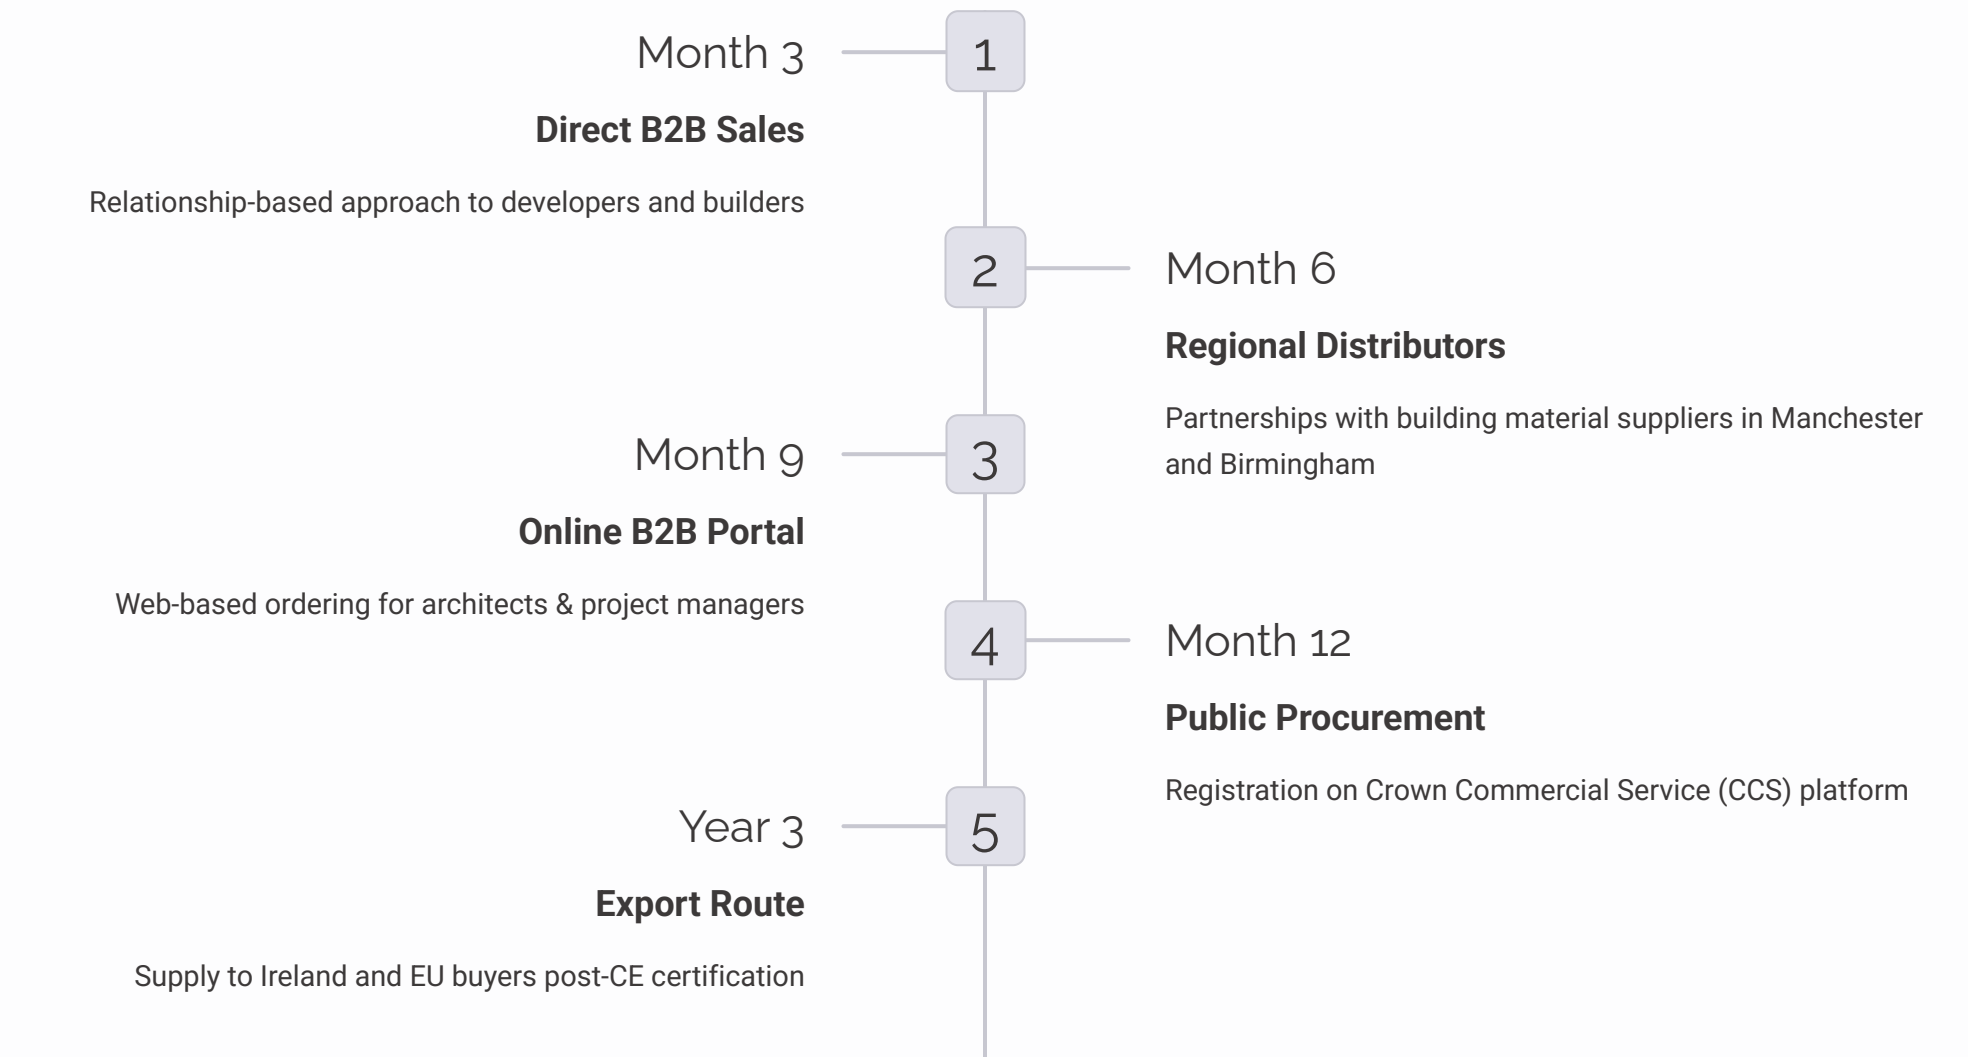 1
Month 3
Direct B2B Sales
Relationship-based approach to developers and builders
2
Month 6
Regional Distributors
Partnerships with building material suppliers in Manchester
and Birmingham
3
Month 9
Online B2B Portal
Web-based ordering for architects & project managers
4
Month 12
Public Procurement
Registration on Crown Commercial Service (CCS) platform
5
Year 3
Export Route
Supply to Ireland and EU buyers post-CE certification